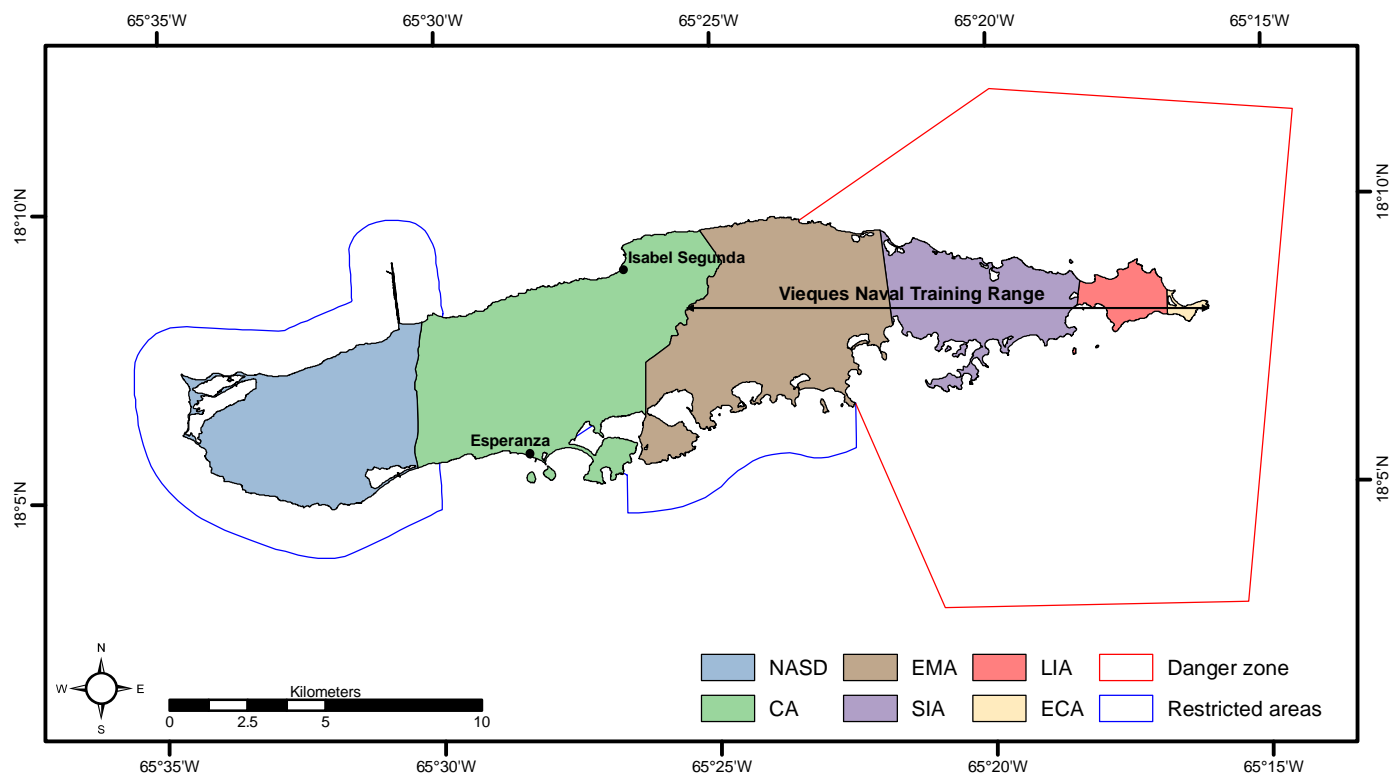 65°35'W 65°30'W 65°25'W 65°20'W 65°15'W
18°10'N 18°10'N
Isabel Segunda
Vieques Naval Training Range
Esperanza
18°5'N 18°5'N
N
W E
S
Kilometers
0 2.5 5 10
NASD EMA LIA Danger zone
CA SIA ECA Restricted areas
65°35'W 65°30'W 65°25'W 65°20'W 65°15'W